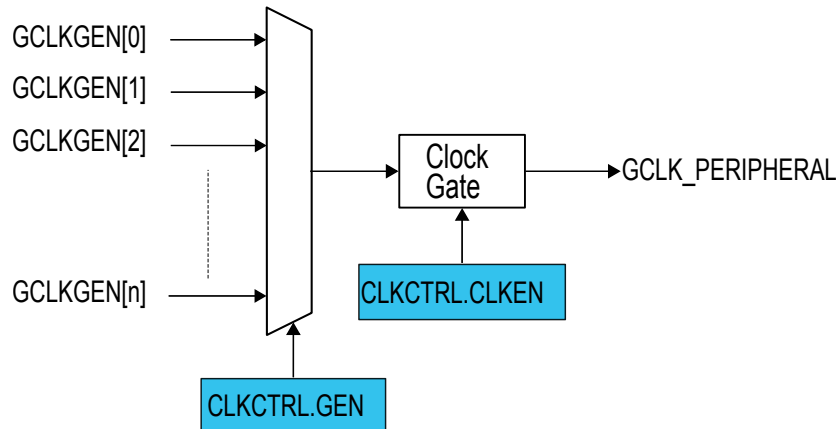 GCLKGEN[0]
GCLKGEN[1]
GCLKGEN[2]
Clock
Gate
GCLK_PERIPHERAL
GCLKGEN[n]
CLKCTRL.CLKEN
CLKCTRL.GEN